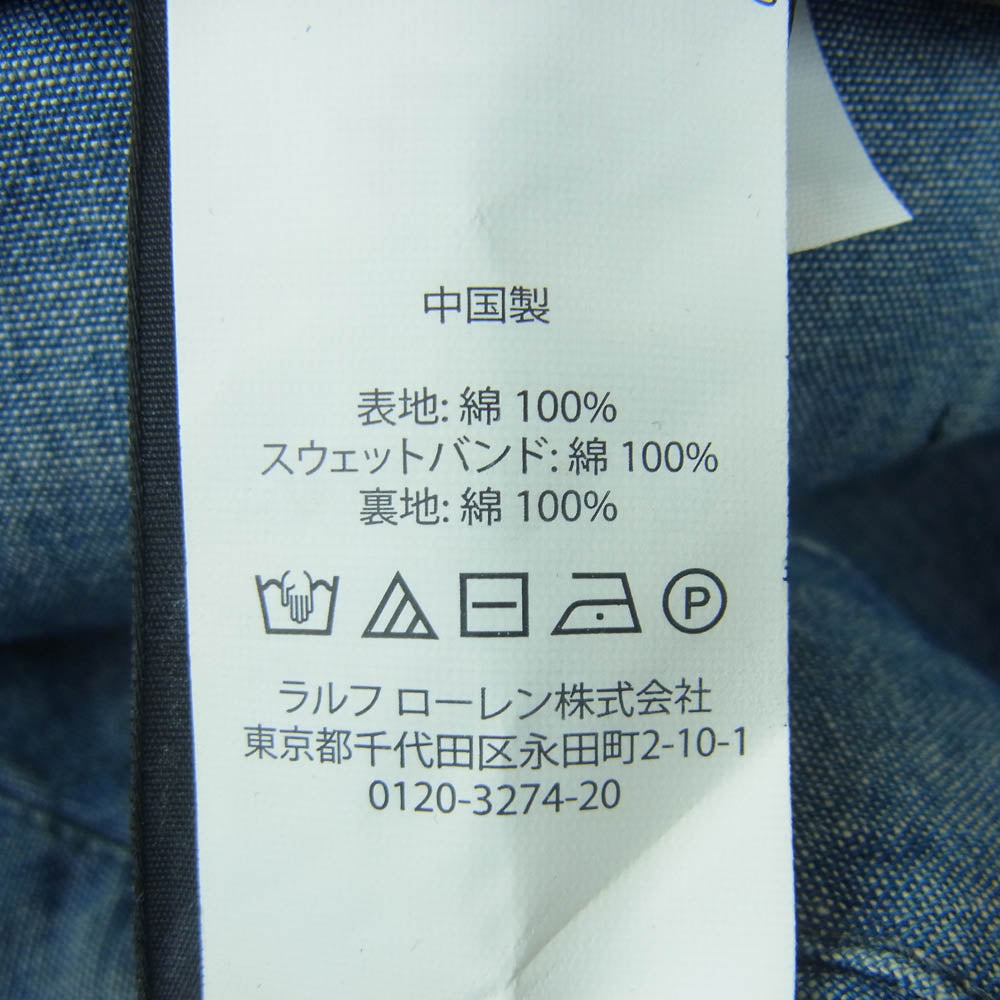 中国製
表地: 綿 100%
スウェットバンド: 綿 100%
裏地: 綿 100%
P
ラルフ ローレン株式会社
東京都千代田区永田町2-10-1
0120-3274-20